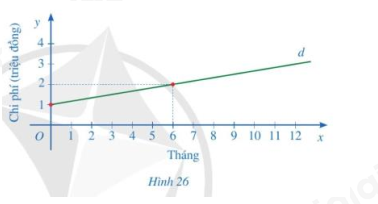 y
Chi phí (triệu đồng)
4
3
2
1
d
O 1 2 3 4 5 6 7 8 9 10 11 12 x
Tháng
Hình 26